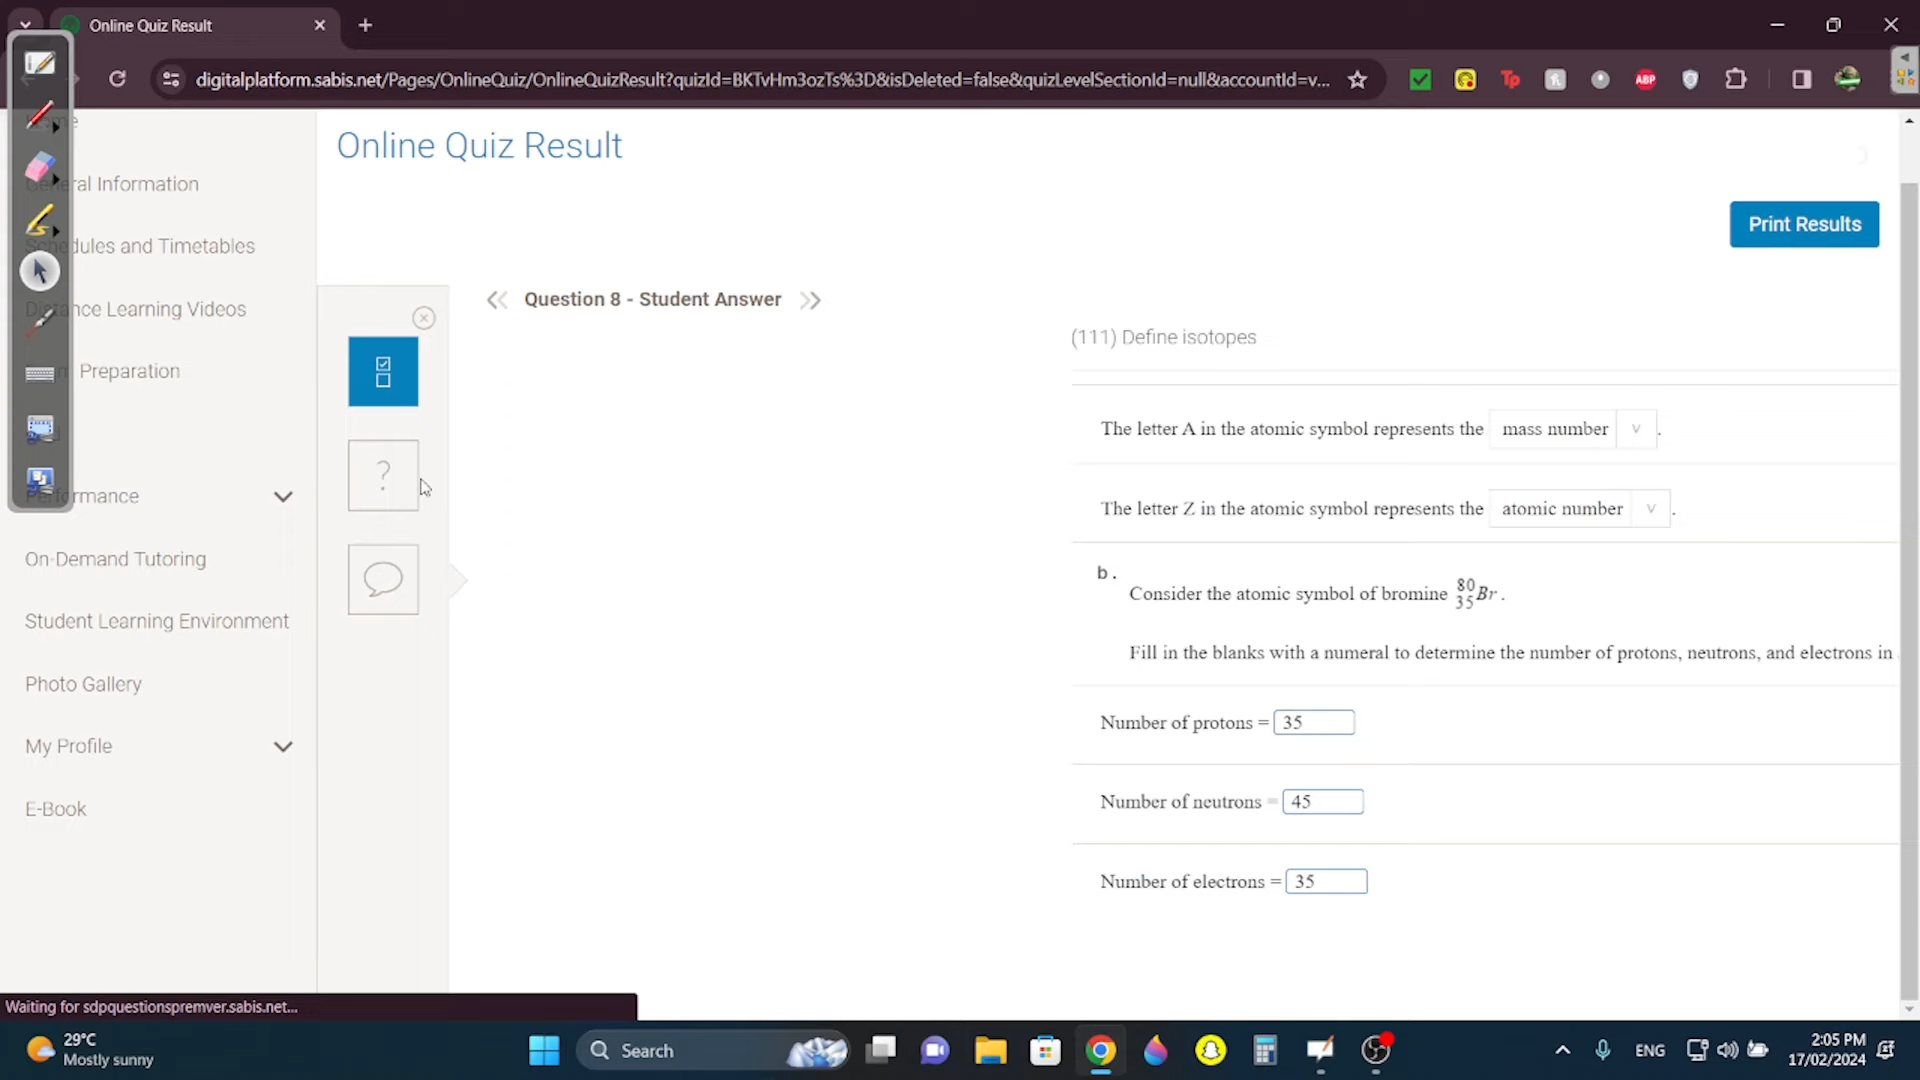 Online Quiz Result
digitalplatform.sabis.net/Pages/OnlineQuiz/OnlineQuizResult?quizId=BKTvHm3ozTs%3D&isDeleted=false&quizLevelSectionId=null&accountId=v...
Tp
ABP
Online Quiz Result
Print Results
General Information
Schedules and Timetables
Distance Learning Videos
Preparation
Performance
On-Demand Tutoring
Student Learning Environment
Photo Gallery
My Profile
E-Book
Question 8 - Student Answer
(111) Define isotopes
The letter A in the atomic symbol represents the mass number .
The letter Z in the atomic symbol represents the atomic number .
b.
Consider the atomic symbol of bromine 80 35 Br .
Fill in the blanks with a numeral to determine the number of protons, neutrons, and electrons in
Number of protons = 35
Number of neutrons = 45
Number of electrons = 35
Waiting for sdpquestionspremver.sabis.net...
29°C
Mostly sunny
Search
ENG
2:05 PM
17/02/2024